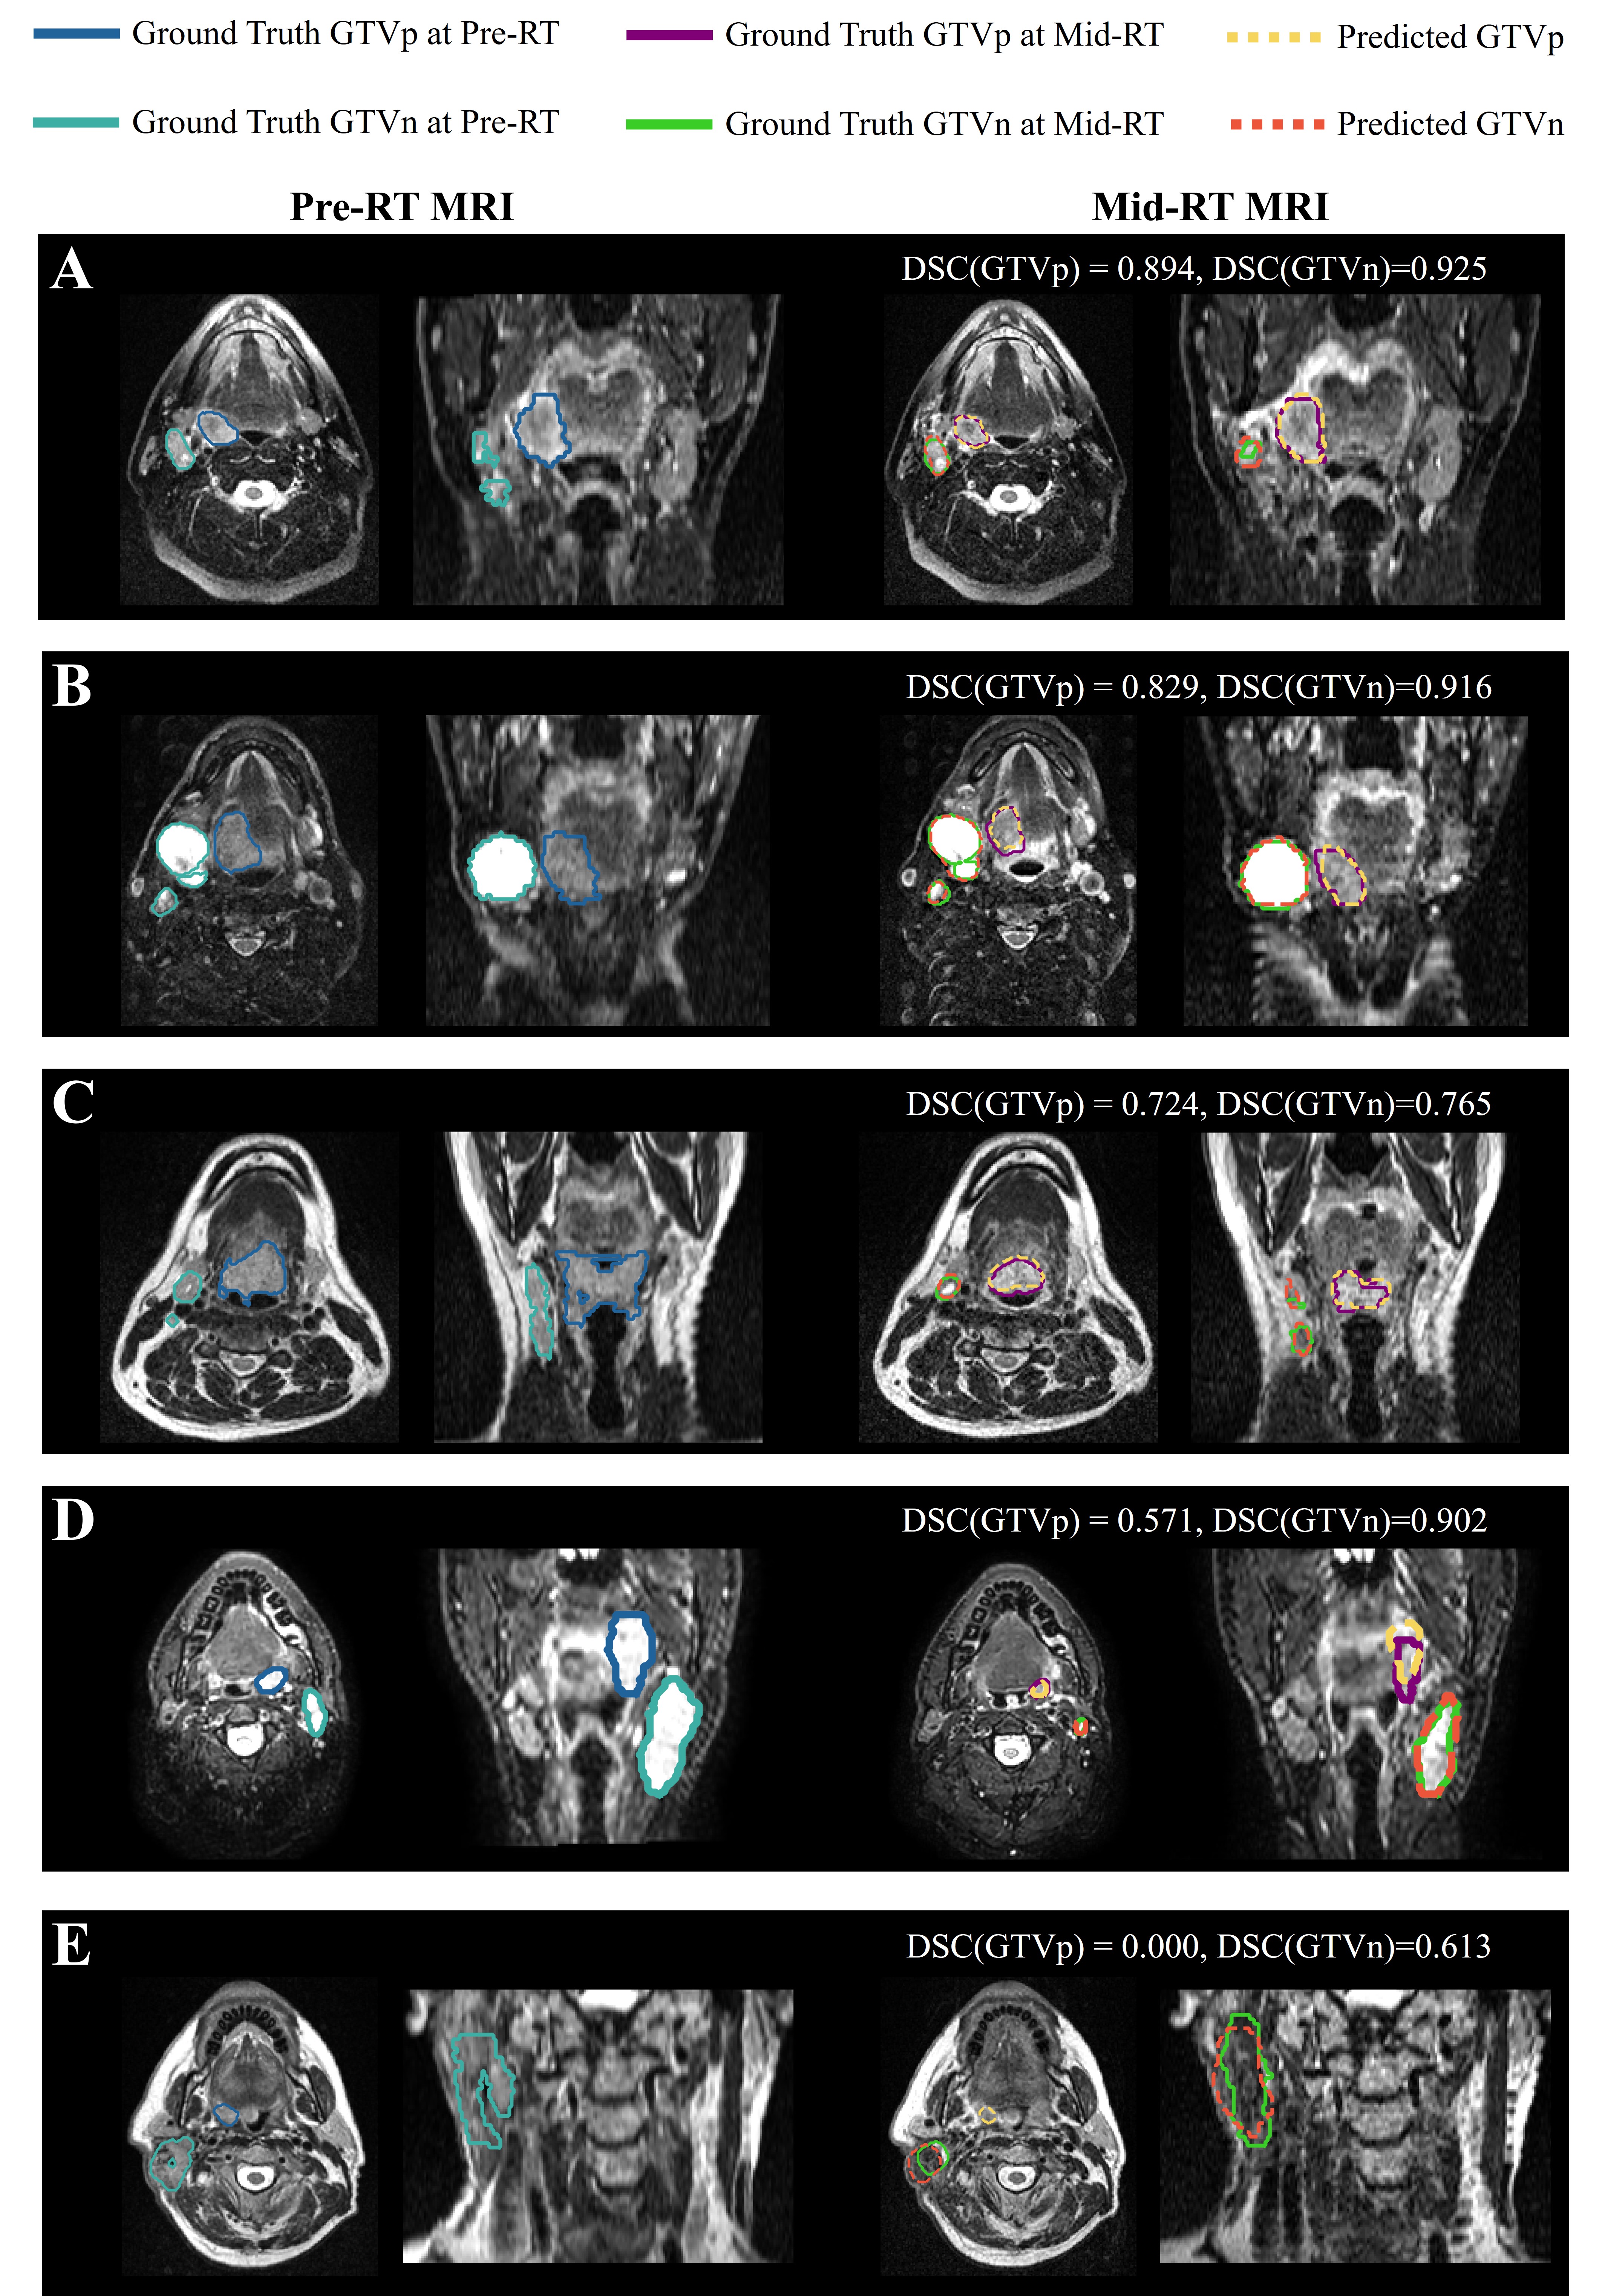 Ground Truth GTVp at Pre-RT Ground Truth GTVp at Mid-RT Predicted GTVp
Ground Truth GTVn at Pre-RT Ground Truth GTVn at Mid-RT Predicted GTVn
Pre-RT MRI Mid-RT MRI
A DSC(GTVp) = 0.894, DSC(GTVn)=0.925
B DSC(GTVp) = 0.829, DSC(GTVn)=0.916
C DSC(GTVp) = 0.724, DSC(GTVn)=0.765
D DSC(GTVp) = 0.571, DSC(GTVn)=0.902
E DSC(GTVp) = 0.000, DSC(GTVn)=0.613